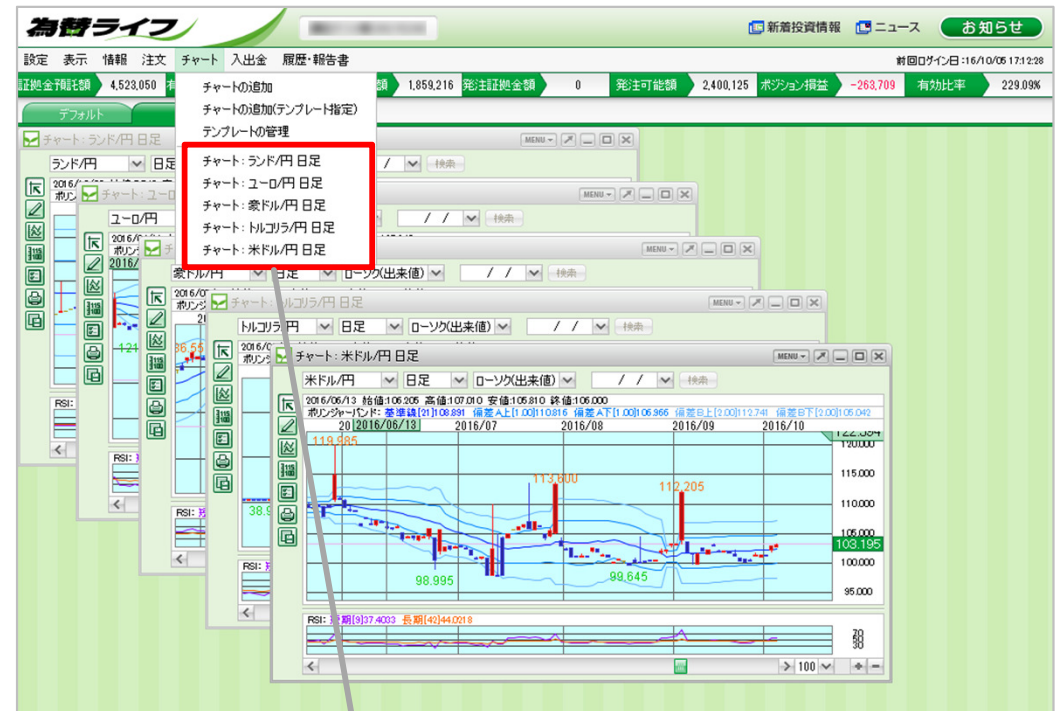 為替ライフ
新着投資情報 ニュース お知らせ
設定 表示 情報 注文 チャート 入出金 履歴・報告書
前回ログイン日：16/10/05 17:12:28
証拠金預託額 4,523,050 額 1,859,216 発注証拠金額 0 発注可能額 2,400,125 ポジション損益 -263,709 有効比率 229.09%
デフォルト
チャートの追加
チャートの追加(テンプレート指定)
テンプレートの管理
チャート：ランド/円 日足
チャート：ユーロ/円 日足
チャート：豪ドル/円 日足
チャート：トルコリラ/円 日足
チャート：米ドル/円 日足
チャート：ランド/円 日足 MENU
ランド/円 / / 検索
RSI:
チャート：ユーロ MENU
ユーロ/円 / / 検索
RSI:
MENU
豪ドル/円 日足 ローソク(出来値) / / 検索
RSI:
チャート：トルコリラ/円 日足 MENU
トルコリラ/円 日足 ローソク(出来値) / / 検索
38.9
RSI:
チャート：米ドル/円 日足 MENU
米ドル/円 日足 ローソク(出来値) / / 検索
2016/06/13 始値:106.205 高値:107.010 安値:105.810 終値:106.000
ボリンジャーバンド： 基準線[21]108.891 偏差A上[1.00]110.816 偏差A下[1.00]106.966 偏差B上[2.00]112.741 偏差B下[2.00]105.042
20 2016/06/13 2016/07 2016/08 2016/09 2016/10
119.985
113.600
112.205
98.995
99.645
120.000
115.000
110.000
105.000
103.195
100.000
95.000
RSI: 短期[9]37.4033 長期[42]44.0218
70
50
30
100